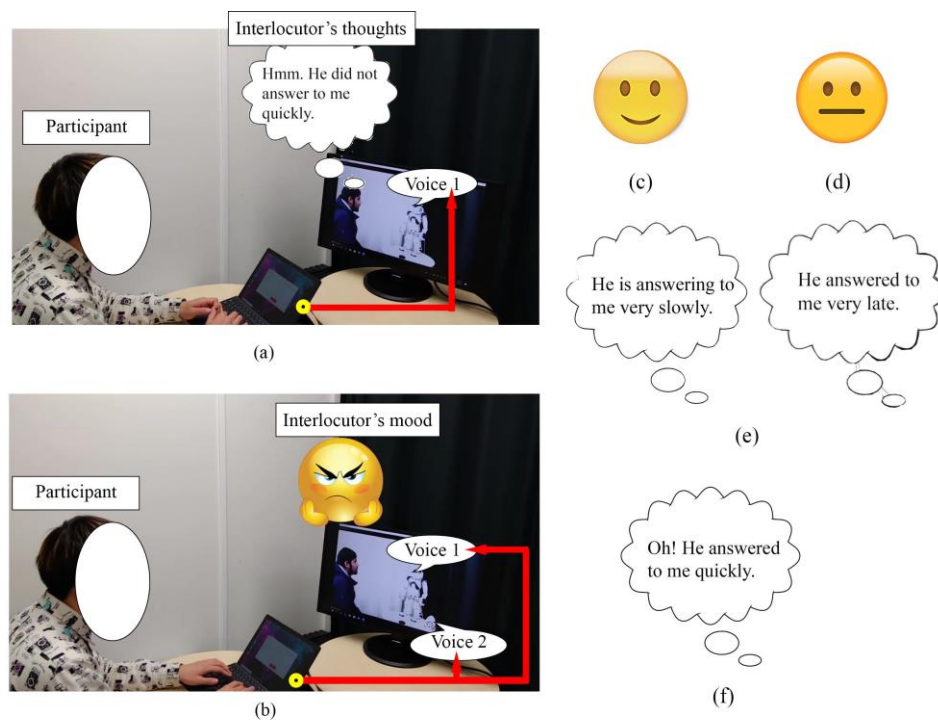 Interlocutor's thoughts
Hmm. He did not
answer to me
quickly.
Participant
Voice 1
(a)
Interlocutor's mood
Participant
Voice 1
Voice 2
(b)
(c)
(d)
He is answering to
me very slowly.
He answered to
me very late.
(e)
Oh! He answered
to me quickly.
(f)